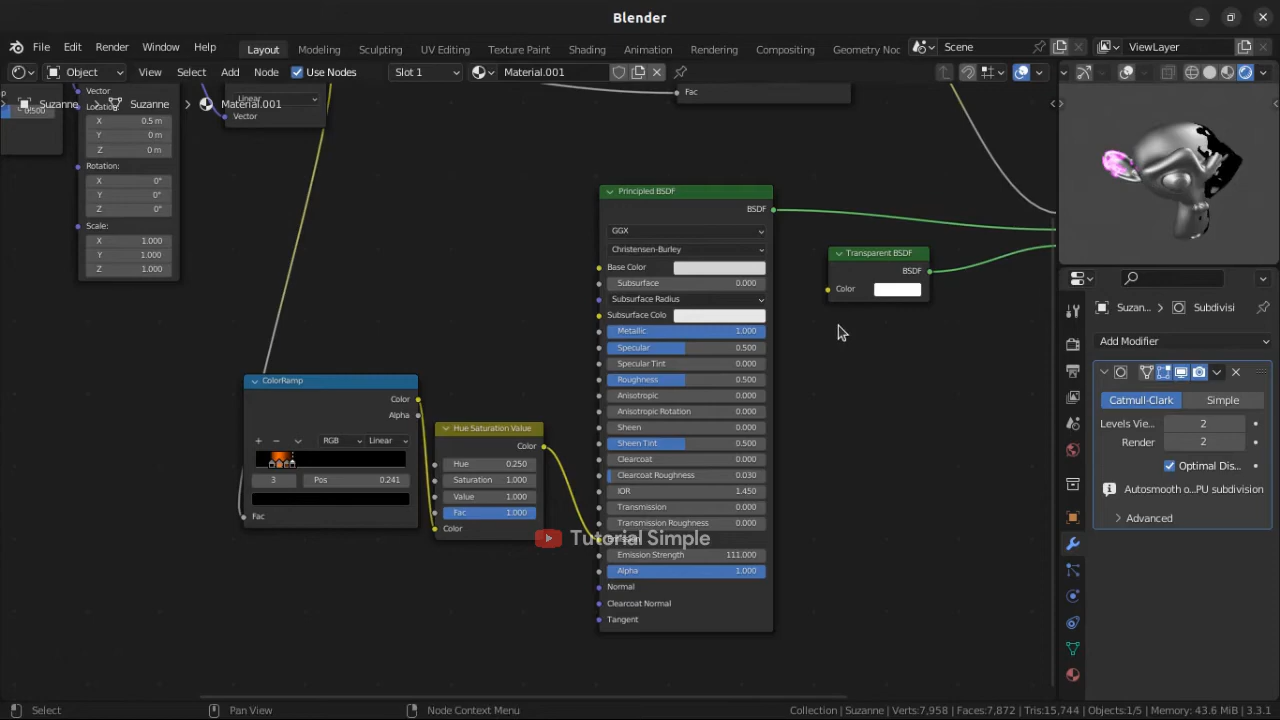 Blender
File Edit Render Window Help
Layout Modeling Sculpting UV Editing Texture Paint Shading Animation Rendering Compositing Geometry Noc
Scene
ViewLayer
Object View Select Add Node Use Nodes
Slot 1
Material.001
Suzanne
Suzanne
Material.001
0.500
Vector
Location:
X 0.5 m
Y 0 m
Z 0 m
Rotation:
X 0°
Y 0°
Z 0°
Scale:
X 1.000
Y 1.000
Z 1.000
Linear
Vector
Fac
ColorRamp
Color
Alpha
RGB
Linear
3 Pos 0.241
Fac
Hue Saturation Value
Color
Hue 0.250
Saturation 1.000
Value 1.000
Fac 1.000
Color
Principled BSDF
BSDF
GGX
Christensen-Burley
Base Color
Subsurface 0.000
Subsurface Radius
Subsurface Colo
Metallic 1.000
Specular 0.500
Specular Tint 0.000
Roughness 0.500
Anisotropic 0.000
Anisotropic Rotation 0.000
Sheen 0.000
Sheen Tint 0.500
Clearcoat 0.000
Clearcoat Roughness 0.030
IOR 1.450
Transmission 0.000
Transmission Roughness 0.000
Emission Strength 111.000
Alpha 1.000
Normal
Clearcoat Normal
Tangent
Tutorial Simple
Transparent BSDF
BSDF
Color
Suzan...
Subdivisi
Add Modifier
Catmull-Clark Simple
Levels Vie... 2
Render 2
Optimal Dis...
Autosmooth o...PU subdivision
Advanced
Select
Pan View
Node Context Menu
Collection | Suzanne | Verts:7,958 | Faces:7,872 | Tris:15,744 | Objects:1/5 | Memory: 43.6 MiB | 3.3.1